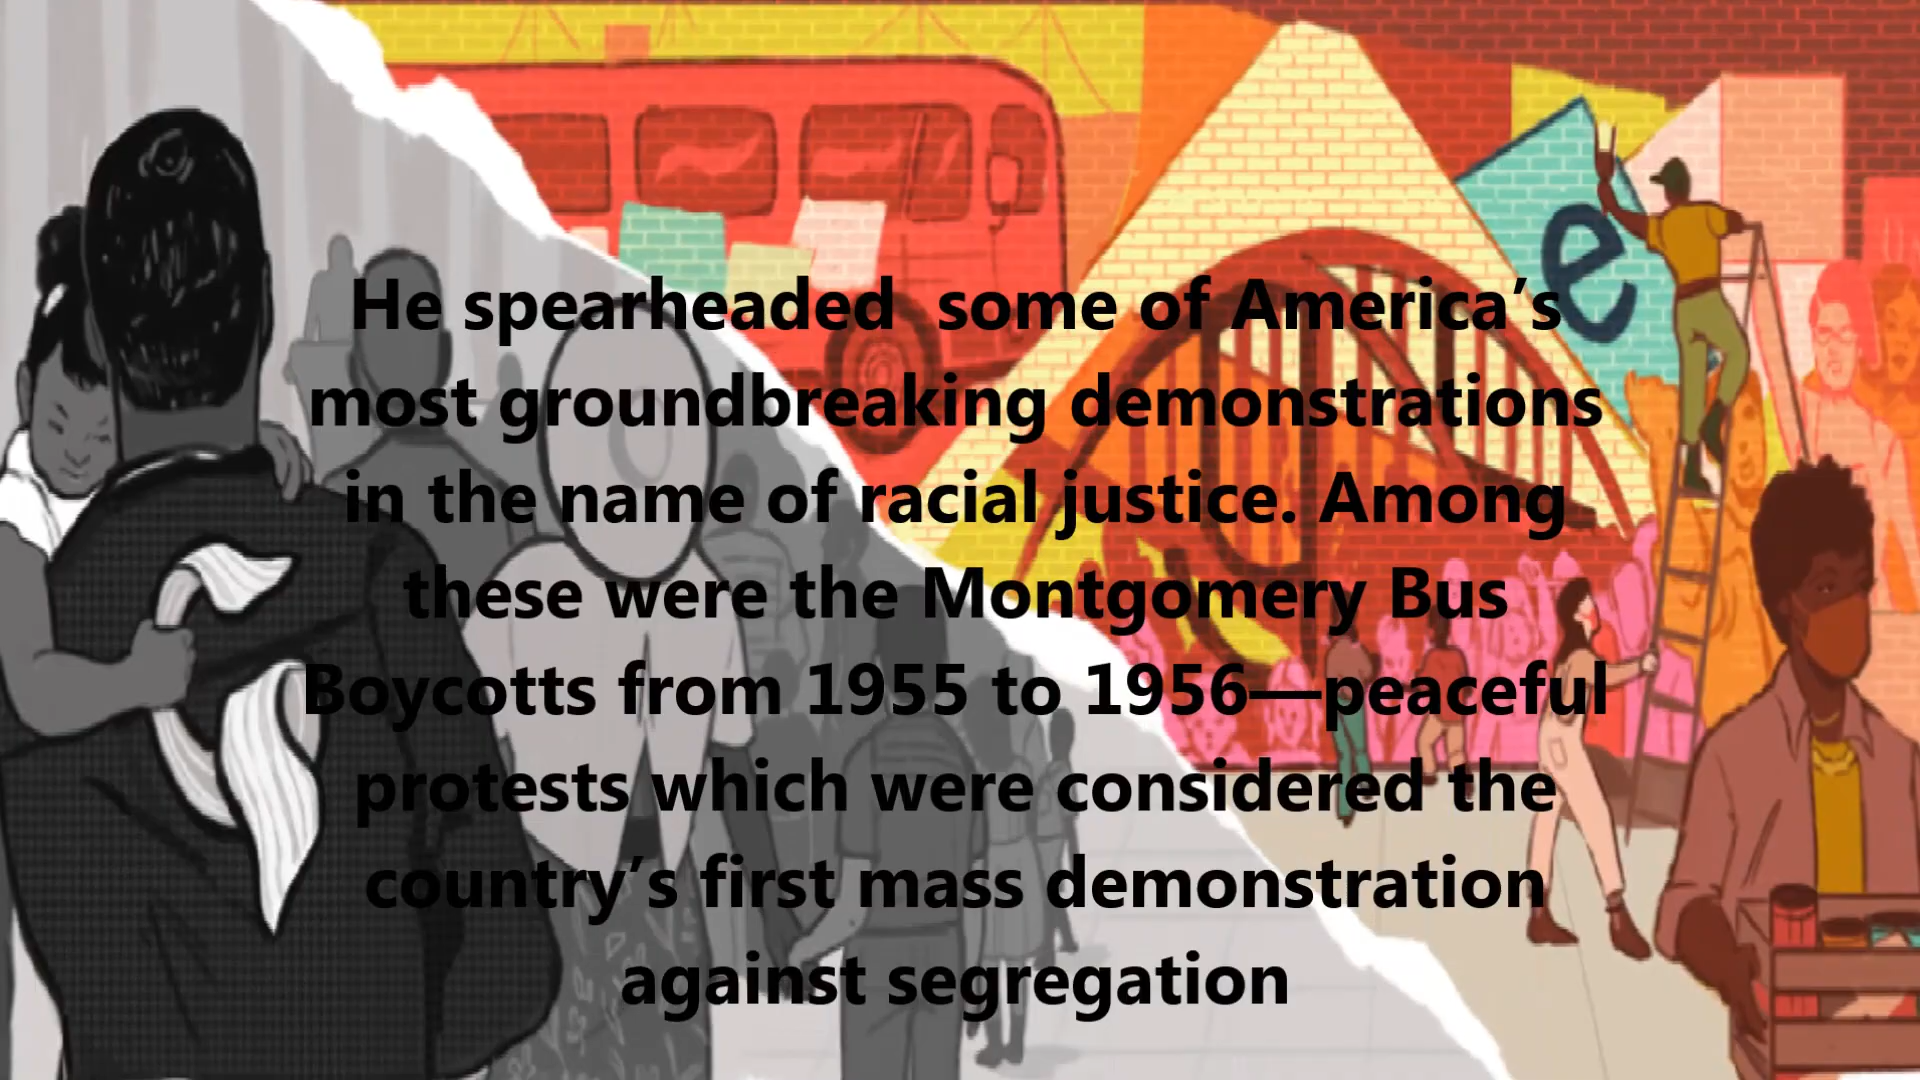 He spearheaded  some of America’s
most groundbreaking demonstrations
in the name of racial justice. Among
these were the Montgomery Bus
Boycotts from 1955 to 1956—peaceful
protests which were considered the
country’s first mass demonstration
against segregation
G
O
O
G
l
e